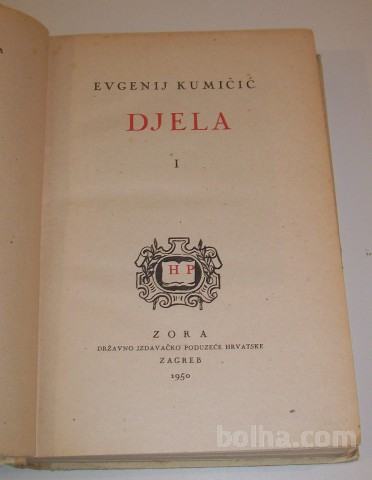 EVGENIJ KUMIČIĆ
DJELA
I
H P
ZORA
DRŽAVNO IZDAVAČKO PODUZEĆE HRVATSKE
ZAGREB
1950
bolha.com